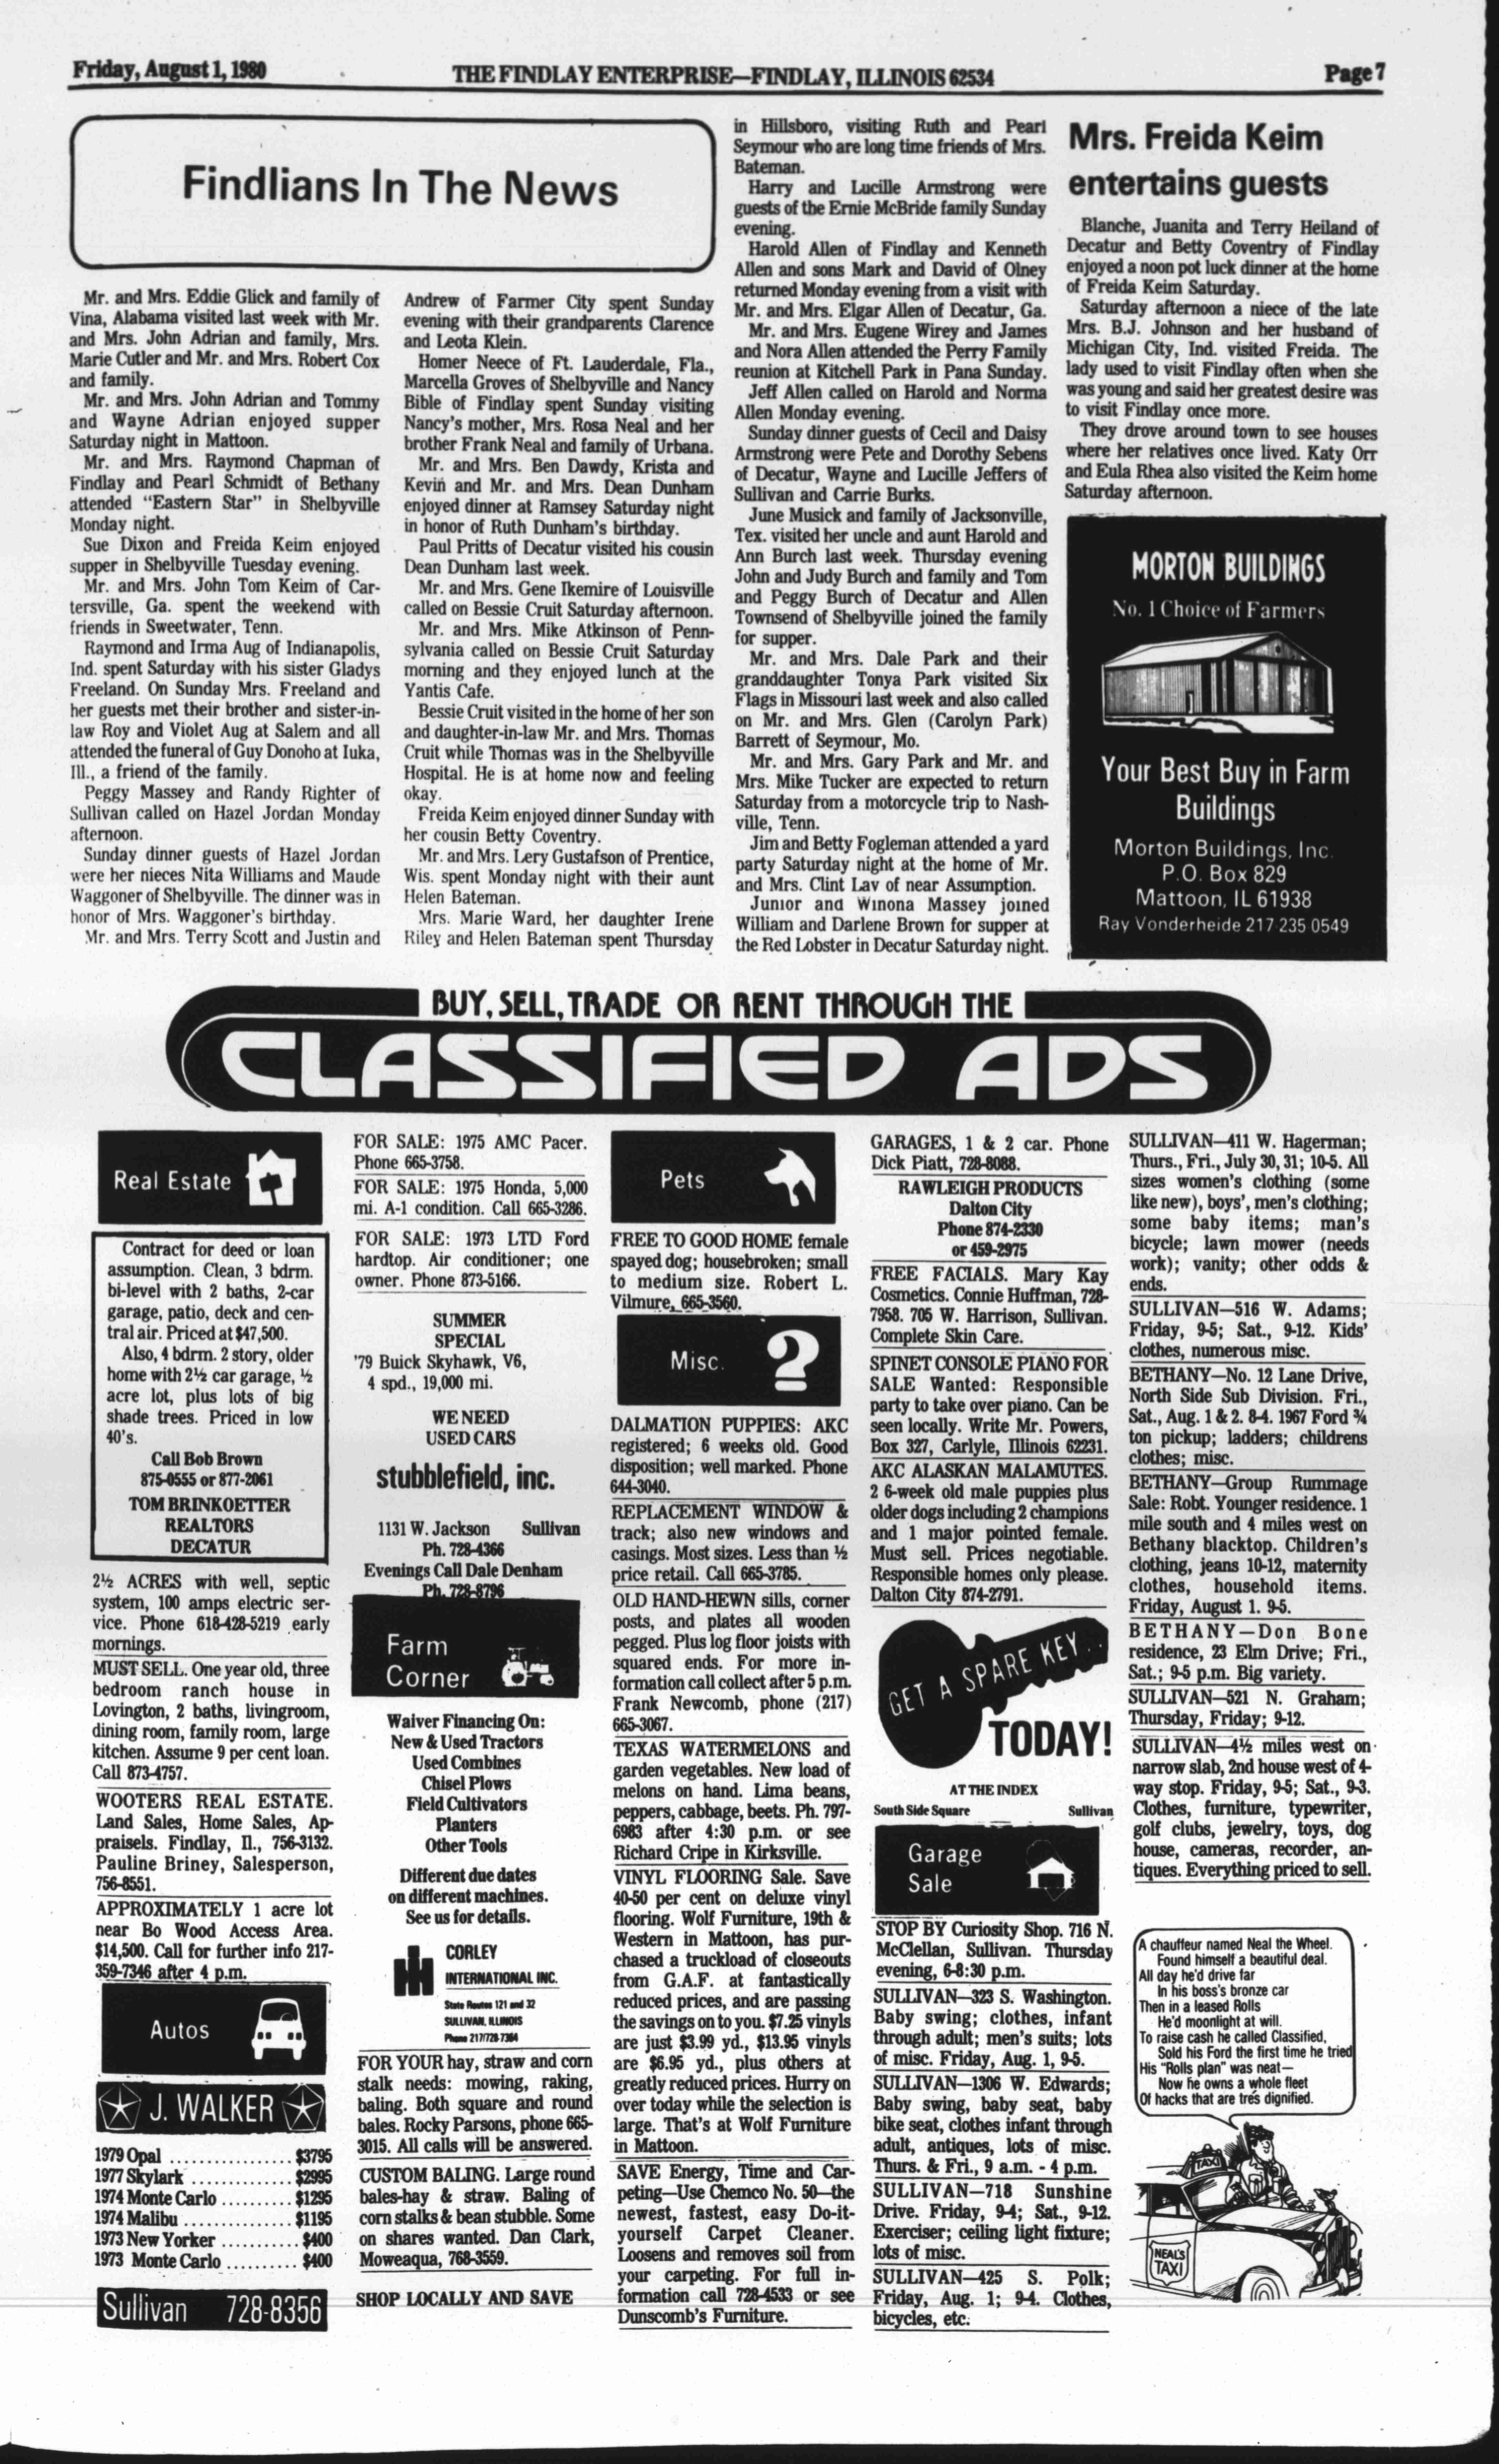 Friday, August 1, 1980
THE FINDLAY ENTERPRISE—FINDLAY, ILLINOIS 62534
Page 7
Findlians In The News
Mr. and Mrs. Eddie Glick and family of
Vina, Alabama visited last week with Mr.
and Mrs. John Adrian and family, Mrs.
Marie Cutler and Mr. and Mrs. Robert Cox
and family.
Mr. and Mrs. John Adrian and Tommy
and Wayne Adrian enjoyed supper
Saturday night in Mattoon.
Mr. and Mrs. Raymond Chapman of
Findlay and Pearl Schmidt of Bethany
attended "Eastern Star" in Shelbyville
Monday night.
Sue Dixon and Freida Keim enjoyed
supper in Shelbyville Tuesday evening.
Mr. and Mrs. John Tom Keim of Car-
tersville, Ga. spent the weekend with
friends in Sweetwater, Tenn.
Raymond and Irma Aug of Indianapolis,
Ind. spent Saturday with his sister Gladys
Freeland. On Sunday Mrs. Freeland and
her guests met their brother and sister-in-
law Roy and Violet Aug at Salem and all
attended the funeral of Guy Donoho at Iuka,
Ill., a friend of the family.
Peggy Massey and Randy Righter of
Sullivan called on Hazel Jordan Monday
afternoon.
Sunday dinner guests of Hazel Jordan
were her nieces Nita Williams and Maude
Waggoner of Shelbyville. The dinner was in
honor of Mrs. Waggoner's birthday.
Mr. and Mrs. Terry Scott and Justin and
Andrew of Farmer City spent Sunday
evening with their grandparents Clarence
and Leota Klein.
Homer Neece of Ft. Lauderdale, Fla.,
Marcella Groves of Shelbyville and Nancy
Bible of Findlay spent Sunday visiting
Nancy's mother, Mrs. Rosa Neal and her
brother Frank Neal and family of Urbana.
Mr. and Mrs. Ben Dawdy, Krista and
Kevin and Mr. and Mrs. Dean Dunham
enjoyed dinner at Ramsey Saturday night
in honor of Ruth Dunham's birthday.
Paul Pritts of Decatur visited his cousin
Dean Dunham last week.
Mr. and Mrs. Gene Ikemire of Louisville
called on Bessie Cruit Saturday afternoon.
Mr. and Mrs. Mike Atkinson of Penn-
sylvania called on Bessie Cruit Saturday
morning and they enjoyed lunch at the
Yantis Cafe.
Bessie Cruit visited in the home of her son
and daughter-in-law Mr. and Mrs. Thomas
Cruit while Thomas was in the Shelbyville
Hospital. He is at home now and feeling
okay.
Freida Keim enjoyed dinner Sunday with
her cousin Betty Coventry.
Mr. and Mrs. Lery Gustafson of Prentice,
Wis. spent Monday night with their aunt
Helen Bateman.
Mrs. Marie Ward, her daughter Irene
Riley and Helen Bateman spent Thursday
in Hillsboro, visiting Ruth and Pearl
Seymour who are long time friends of Mrs.
Bateman.
Harry and Lucille Armstrong were
guests of the Ernie McBride family Sunday
evening.
Harold Allen of Findlay and Kenneth
Allen and sons Mark and David of Olney
returned Monday evening from a visit with
Mr. and Mrs. Elgar Allen of Decatur, Ga.
Mr. and Mrs. Eugene Wirey and James
and Nora Allen attended the Perry Family
reunion at Kitchell Park in Pana Sunday.
Jeff Allen called on Harold and Norma
Allen Monday evening.
Sunday dinner guests of Cecil and Daisy
Armstrong were Pete and Dorothy Sebens
of Decatur, Wayne and Lucille Jeffers of
Sullivan and Carrie Burks.
June Musick and family of Jacksonville,
Tex. visited her uncle and aunt Harold and
Ann Burch last week. Thursday evening
John and Judy Burch and family and Tom
and Peggy Burch of Decatur and Allen
Townsend of Shelbyville joined the family
for supper.
Mr. and Mrs. Dale Park and their
granddaughter Tonya Park visited Six
Flags in Missouri last week and also called
on Mr. and Mrs. Glen (Carolyn Park)
Barrett of Seymour, Mo.
Mr. and Mrs. Gary Park and Mr. and
Mrs. Mike Tucker are expected to return
Saturday from a motorcycle trip to Nash-
ville, Tenn.
Jim and Betty Fogleman attended a yard
party Saturday night at the home of Mr.
and Mrs. Clint Lav of near Assumption.
Junior and Winona Massey joined
William and Darlene Brown for supper at
the Red Lobster in Decatur Saturday night.
Mrs. Freida Keim
entertains guests
Blanche, Juanita and Terry Heiland of
Decatur and Betty Coventry of Findlay
enjoyed a noon pot luck dinner at the home
of Freida Keim Saturday.
Saturday afternoon a niece of the late
Mrs. B.J. Johnson and her husband of
Michigan City, Ind. visited Freida. The
lady used to visit Findlay often when she
was young and said her greatest desire was
to visit Findlay once more.
They drove around town to see houses
where her relatives once lived. Katy Orr
and Eula Rhea also visited the Keim home
Saturday afternoon.
MORTON BUILDINGS
No. 1 Choice of Farmers
Your Best Buy in Farm
Buildings
Morton Buildings, Inc.
P.O. Box 829
Mattoon, IL 61938
Ray Vonderheide 217-235 0549
BUY, SELL, TRADE OR RENT THROUGH THE
CLASSIFIED ADS
Real Estate
Contract for deed or loan
assumption. Clean, 3 bdrm.
bi-level with 2 baths, 2-car
garage, patio, deck and cen-
tral air. Priced at $47,500.
Also, 4 bdrm. 2 story, older
home with 2½ car garage, ½
acre lot, plus lots of big
shade trees. Priced in low
40's.
Call Bob Brown
875-0555 or 877-2061
TOM BRINKOETTER
REALTORS
DECATUR
2½ ACRES with well, septic
system, 100 amps electric ser-
vice. Phone 618-428-5219 early
mornings.
MUST SELL. One year old, three
bedroom ranch house in
Lovington, 2 baths, livingroom,
dining room, family room, large
kitchen. Assume 9 per cent loan.
Call 873-4757.
WOOTERS REAL ESTATE.
Land Sales, Home Sales, Ap-
praisels. Findlay, Il., 756-3132.
Pauline Briney, Salesperson,
756-8551.
APPROXIMATELY 1 acre lot
near Bo Wood Access Area.
$14,500. Call for further info 217-
359-7346 after 4 p.m.
Autos
J. WALKER
1979 Opal ................ $3795
1977 Skylark ............. $2995
1974 Monte Carlo .......... $1295
1974 Malibu ............... $1195
1973 New Yorker ........... $400
1973 Monte Carlo .......... $400
Sullivan 728-8356
FOR SALE: 1975 AMC Pacer.
Phone 665-3758.
FOR SALE: 1975 Honda, 5,000
mi. A-1 condition. Call 665-3286.
FOR SALE: 1973 LTD Ford
hardtop. Air conditioner; one
owner. Phone 873-5166.
SUMMER
SPECIAL
'79 Buick Skyhawk, V6,
4 spd., 19,000 mi.
WE NEED
USED CARS
stubblefield, inc.
1131 W. Jackson Sullivan
Ph. 728-4366
Evenings Call Dale Denham
Ph. 728-8796
Farm
Corner
Waiver Financing On:
New & Used Tractors
Used Combines
Chisel Plows
Field Cultivators
Planters
Other Tools
Different due dates
on different machines.
See us for details.
CORLEY
INTERNATIONAL INC.
State Routes 121 and 32
SULLIVAN, ILLINOIS
Phone 217/728-7364
FOR YOUR hay, straw and corn
stalk needs: mowing, raking,
baling. Both square and round
bales. Rocky Parsons, phone 665-
3015. All calls will be answered.
CUSTOM BALING. Large round
bales-hay & straw. Baling of
corn stalks & bean stubble. Some
on shares wanted. Dan Clark,
Moweaqua, 768-3559.
SHOP LOCALLY AND SAVE
Pets
FREE TO GOOD HOME female
spayed dog; housebroken; small
to medium size. Robert L.
Vilmure, 665-3560.
Misc. ?
DALMATION PUPPIES: AKC
registered; 6 weeks old. Good
disposition; well marked. Phone
644-3040.
REPLACEMENT WINDOW &
track; also new windows and
casings. Most sizes. Less than ½
price retail. Call 665-3785.
OLD HAND-HEWN sills, corner
posts, and plates all wooden
pegged. Plus log floor joists with
squared ends. For more in-
formation call collect after 5 p.m.
Frank Newcomb, phone (217)
665-3067.
TEXAS WATERMELONS and
garden vegetables. New load of
melons on hand. Lima beans,
peppers, cabbage, beets. Ph. 797-
6983 after 4:30 p.m. or see
Richard Cripe in Kirksville.
VINYL FLOORING Sale. Save
40-50 per cent on deluxe vinyl
flooring. Wolf Furniture, 19th &
Western in Mattoon, has pur-
chased a truckload of closeouts
from G.A.F. at fantastically
reduced prices, and are passing
the savings on to you. $7.25 vinyls
are just $3.99 yd., $13.95 vinyls
are $6.95 yd., plus others at
greatly reduced prices. Hurry on
over today while the selection is
large. That's at Wolf Furniture
in Mattoon.
SAVE Energy, Time and Car-
peting—Use Chemco No. 50—the
newest, fastest, easy Do-it-
yourself Carpet Cleaner.
Loosens and removes soil from
your carpeting. For full in-
formation call 728-4533 or see
Dunscomb's Furniture.
GARAGES, 1 & 2 car. Phone
Dick Piatt, 728-8088.
RAWLEIGH PRODUCTS
Dalton City
Phone 874-2330
or 459-2975
FREE FACIALS. Mary Kay
Cosmetics. Connie Huffman, 728-
7958. 705 W. Harrison, Sullivan.
Complete Skin Care.
SPINET CONSOLE PIANO FOR
SALE Wanted: Responsible
party to take over piano. Can be
seen locally. Write Mr. Powers,
Box 327, Carlyle, Illinois 62231.
AKC ALASKAN MALAMUTES.
2 6-week old male puppies plus
older dogs including 2 champions
and 1 major pointed female.
Must sell. Prices negotiable.
Responsible homes only please.
Dalton City 874-2791.
GET A SPARE KEY...
TODAY!
AT THE INDEX
South Side Square Sullivan
Garage
Sale
STOP BY Curiosity Shop. 716 N.
McClellan, Sullivan. Thursday
evening, 6-8:30 p.m.
SULLIVAN—323 S. Washington.
Baby swing; clothes, infant
through adult; men's suits; lots
of misc. Friday, Aug. 1, 9-5.
SULLIVAN—1306 W. Edwards;
Baby swing, baby seat, baby
bike seat, clothes infant through
adult, antiques, lots of misc.
Thurs. & Fri., 9 a.m. - 4 p.m.
SULLIVAN—718 Sunshine
Drive. Friday, 9-4; Sat., 9-12.
Exerciser; ceiling light fixture;
lots of misc.
SULLIVAN—425 S. Polk;
Friday, Aug. 1; 9-4. Clothes,
bicycles, etc.
SULLIVAN—411 W. Hagerman;
Thurs., Fri., July 30, 31; 10-5. All
sizes women's clothing (some
like new), boys', men's clothing;
some baby items; man's
bicycle; lawn mower (needs
work); vanity; other odds &
ends.
SULLIVAN—516 W. Adams;
Friday, 9-5; Sat., 9-12. Kids'
clothes, numerous misc.
BETHANY—No. 12 Lane Drive,
North Side Sub Division. Fri.,
Sat., Aug. 1 & 2. 8-4. 1967 Ford ¾
ton pickup; ladders; childrens
clothes; misc.
BETHANY—Group Rummage
Sale: Robt. Younger residence. 1
mile south and 4 miles west on
Bethany blacktop. Children's
clothing, jeans 10-12, maternity
clothes, household items.
Friday, August 1. 9-5.
BETHANY—Don Bone
residence, 23 Elm Drive; Fri.,
Sat.; 9-5 p.m. Big variety.
SULLIVAN—521 N. Graham;
Thursday, Friday; 9-12.
SULLIVAN—4½ miles west on
narrow slab, 2nd house west of 4-
way stop. Friday, 9-5; Sat., 9-3.
Clothes, furniture, typewriter,
golf clubs, jewelry, toys, dog
house, cameras, recorder, an-
tiques. Everything priced to sell.
A chauffeur named Neal the Wheel.
Found himself a beautiful deal.
All day he'd drive far
In his boss's bronze car
Then in a leased Rolls
He'd moonlight at will.
To raise cash he called Classified,
Sold his Ford the first time he tried
His "Rolls plan" was neat—
Now he owns a whole fleet
Of hacks that are trés dignified.
TAXI
NEAL'S
TAXI